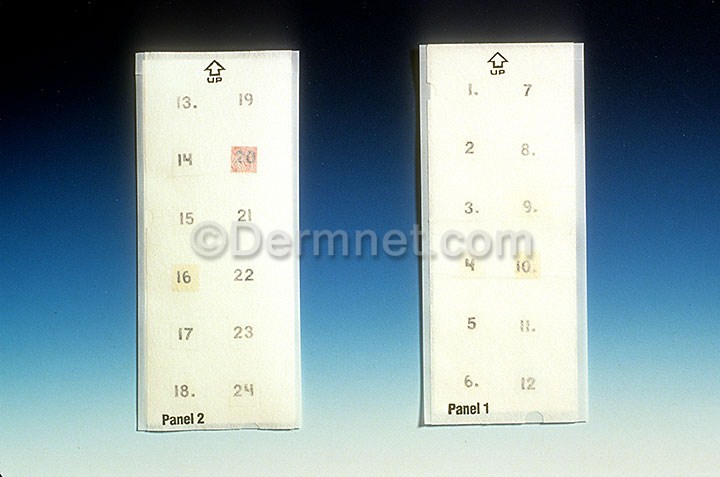 UP
13. 19
14 20
15 21
16 22
17 23
18. 24
Panel 2
UP
1. 7
2 8.
3. 9.
4 10.
5 11.
6. 12
Panel 1
©Dermnet.com